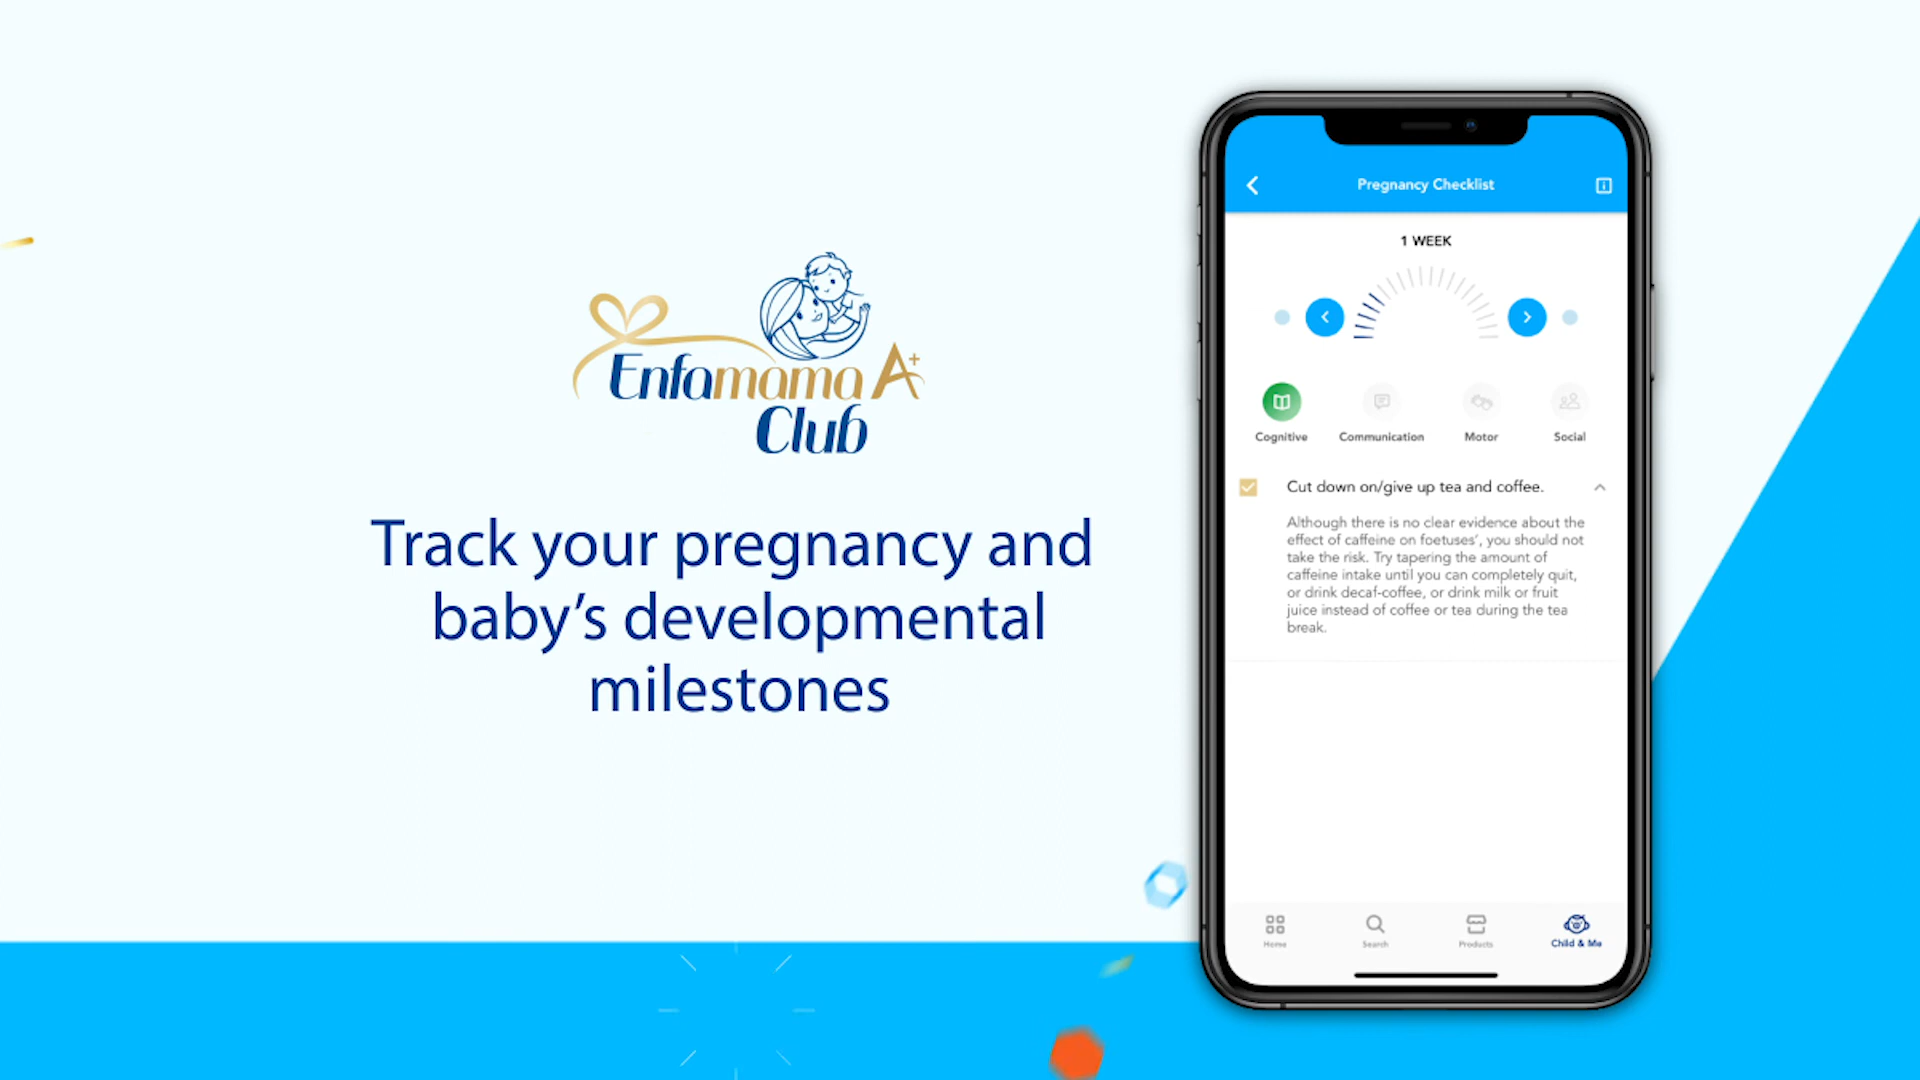 Enfamama A+
Club
Track your pregnancy and
baby's developmental
milestones
Pregnancy Checklist
1 WEEK
Cognitive Communication Motor Social
Cut down on/give up tea and coffee.
Although there is no clear evidence about the
effect of caffeine on foetuses', you should not
take the risk. Try tapering the amount of
caffeine intake until you can completely quit,
or drink decaf-coffee, or drink milk or fruit
juice instead of coffee or tea during the tea
break.
Home Search Products Child & Me